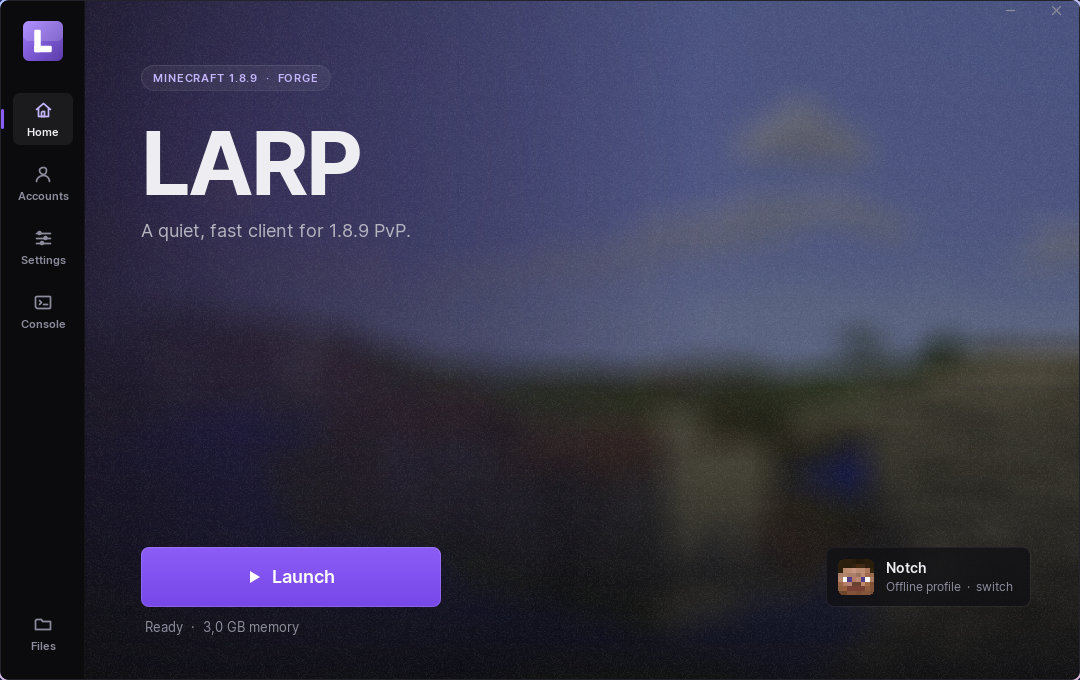 L
Home
Accounts
Settings
Console
Files
MINECRAFT 1.8.9 · FORGE
LARP
A quiet, fast client for 1.8.9 PvP.
Launch
Ready · 3,0 GB memory
Notch
Offline profile · switch